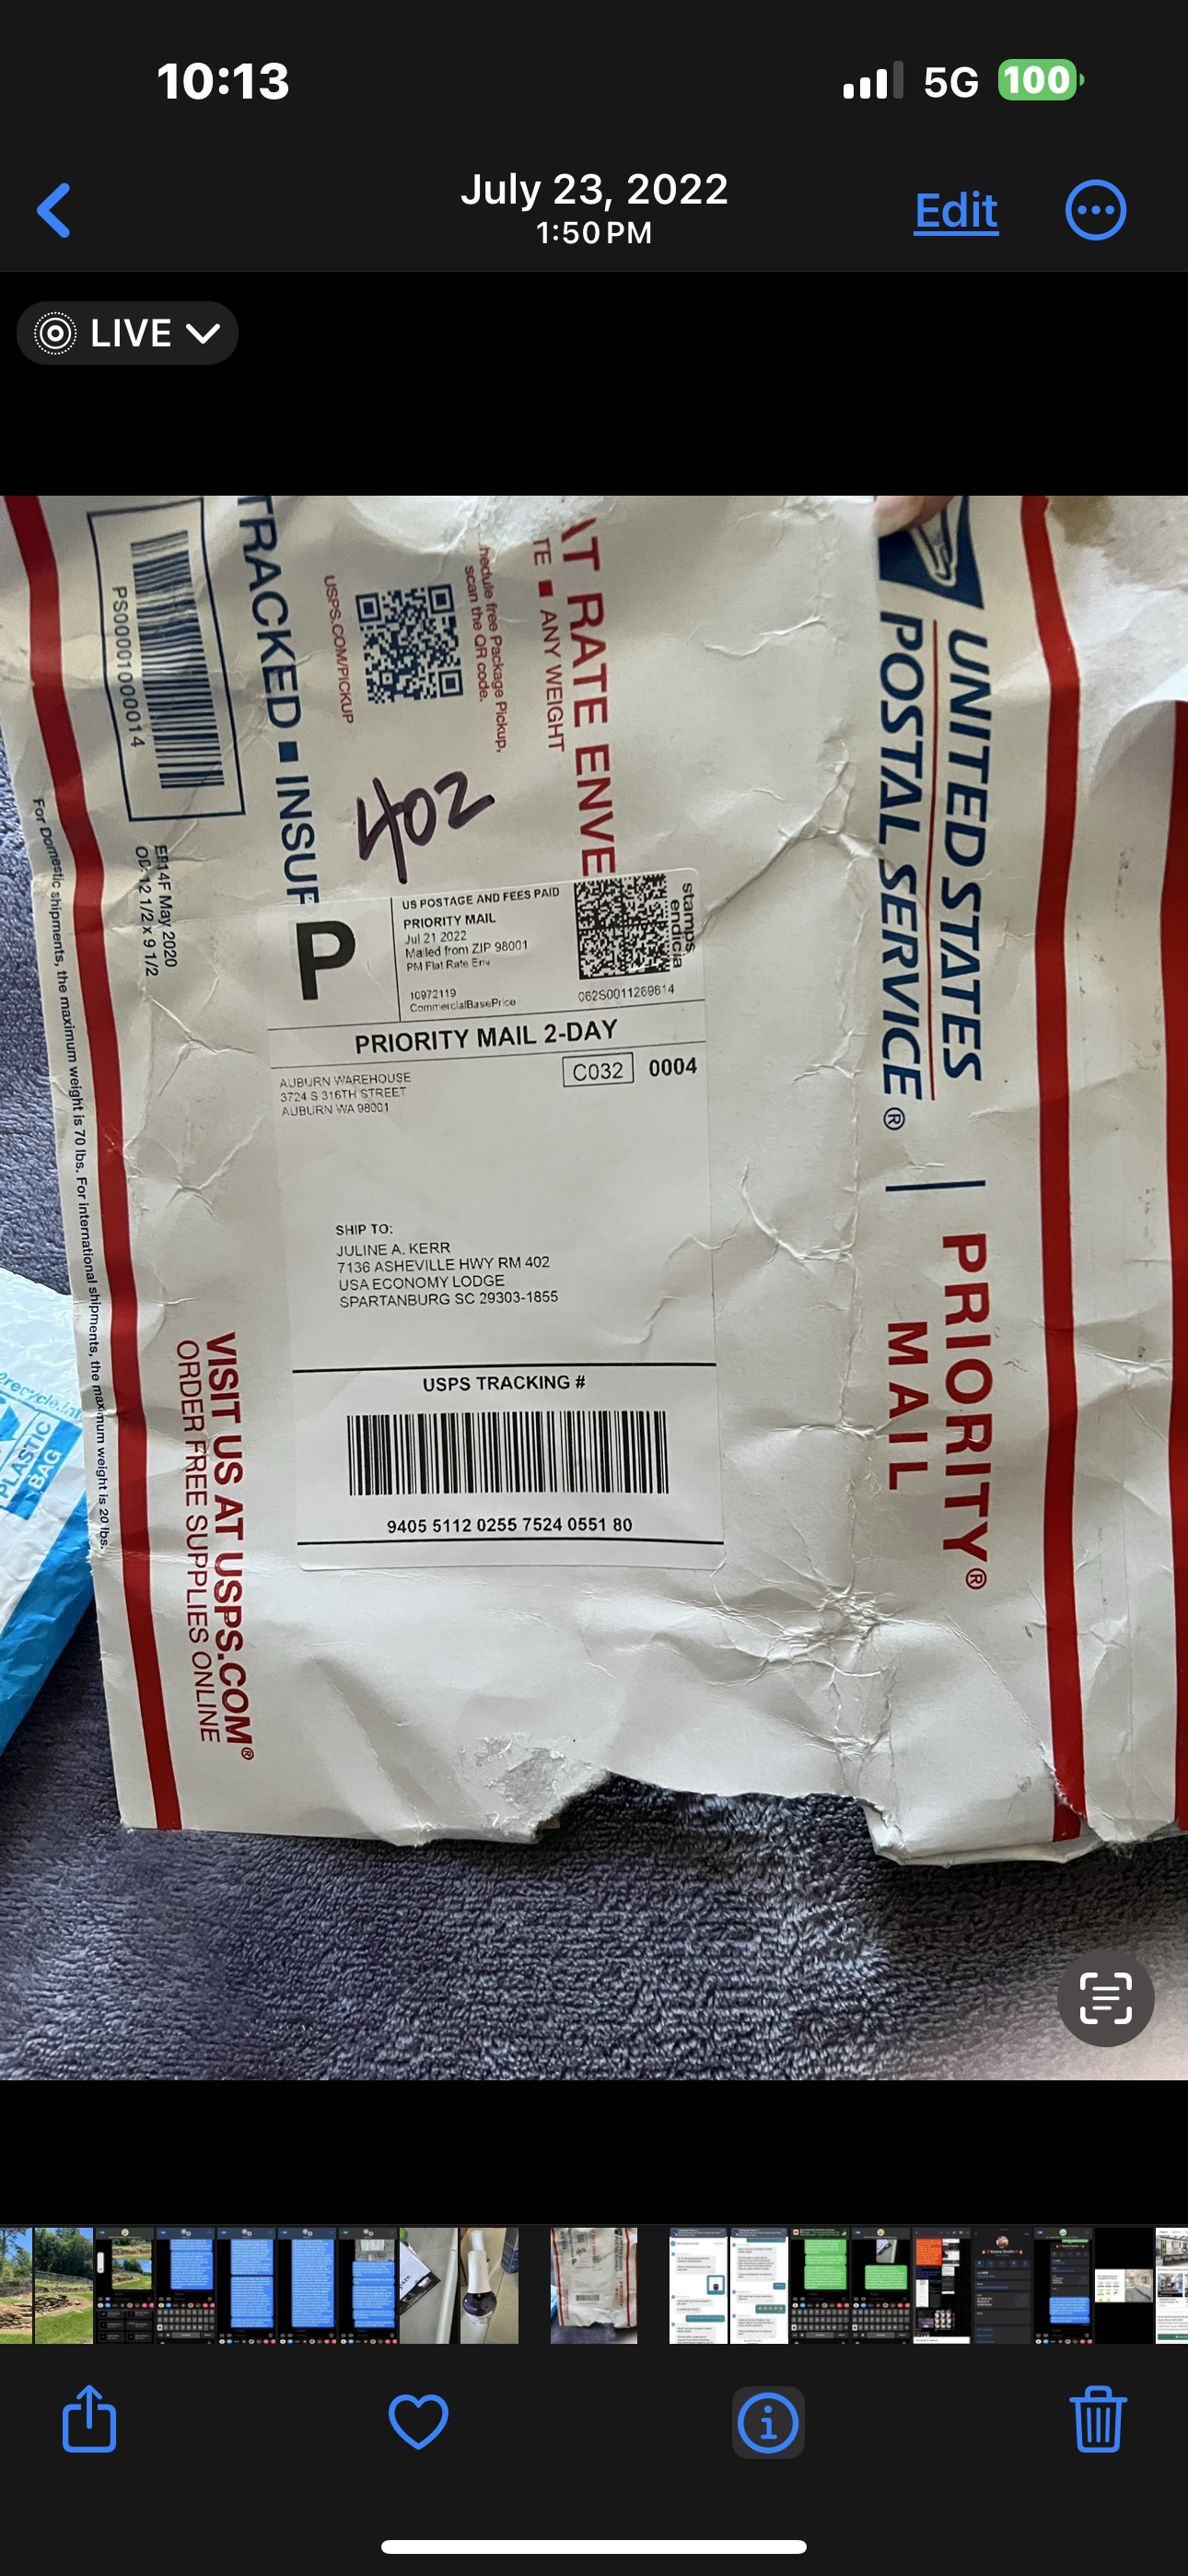 10:13
5G
100
July 23, 2022
1:50 PM
Edit
LIVE
PS00001000014
TRACKED ■ INSUR
USPS.COM/PICKUP
hedule free Package Pickup,
scan the QR code.
AT RATE ENVE
TE ■ ANY WEIGHT
UNITED STATES
POSTAL SERVICE®
PRIORITY®
MAIL
402
EP14F May 2020
OD: 12 1/2 x 9 1/2
For Domestic shipments, the maximum weight is 70 lbs. For international shipments, the maximum weight is 20 lbs.
P
US POSTAGE AND FEES PAID
PRIORITY MAIL
Jul 21 2022
Mailed from ZIP 98001
PM Flat Rate Env
10972119
CommercialBasePrice
stamps
endicia
062S0011269614
PRIORITY MAIL 2-DAY
C032 0004
AUBURN WAREHOUSE
3724 S 316TH STREET
AUBURN WA 98001
SHIP TO:
JULINE A. KERR
7136 ASHEVILLE HWY RM 402
USA ECONOMY LODGE
SPARTANBURG SC 29303-1855
USPS TRACKING #
9405 5112 0255 7524 0551 80
VISIT US AT USPS.COM®
ORDER FREE SUPPLIES ONLINE
PLASTIC
BAG